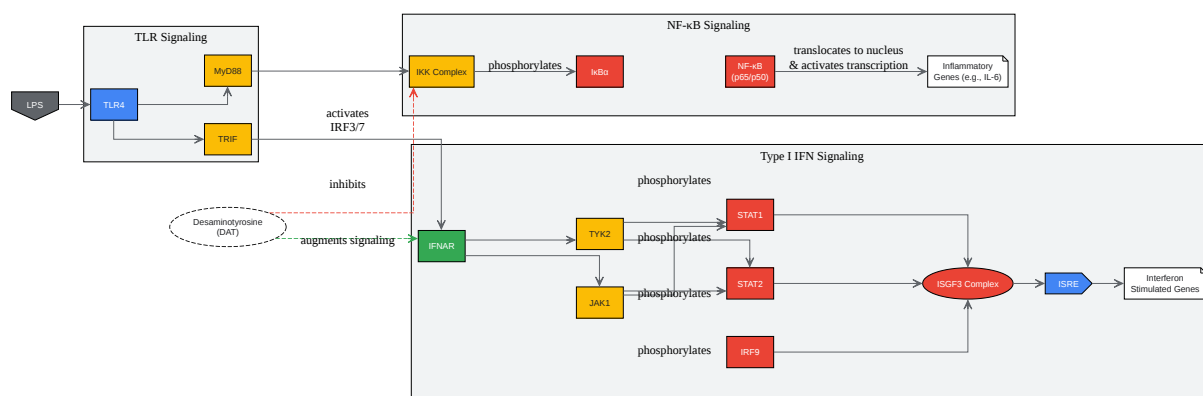 TLR Signaling
MyD88
LPS
TLR4
TRIF
NF-κB Signaling
IKK Complex
phosphorylates
IκBα
NF-κB
(p65/p50)
translocates to nucleus
& activates transcription
Inflammatory
Genes (e.g., IL-6)
activates
IRF3/7
inhibits
Desaminotyrosine
(DAT)
augments signaling
Type I IFN Signaling
IFNAR
TYK2
JAK1
phosphorylates
phosphorylates
phosphorylates
phosphorylates
STAT1
STAT2
IRF9
ISGF3 Complex
ISRE
Interferon
Stimulated Genes